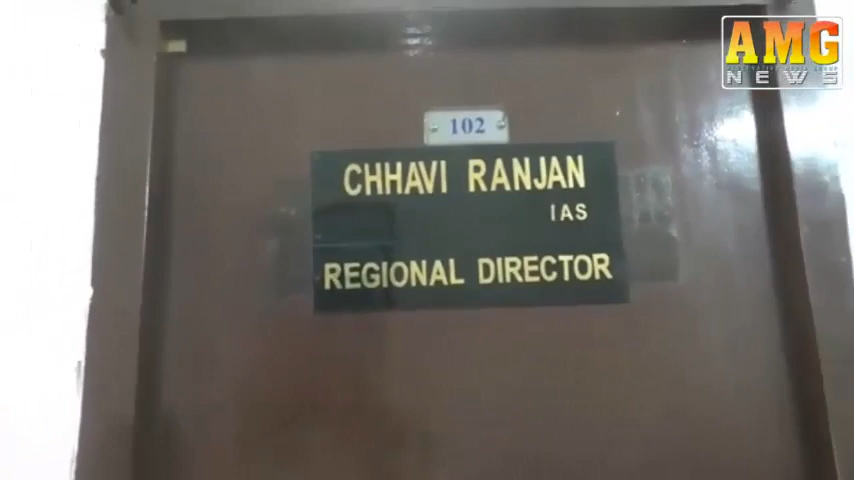 AMG
NEWS
102
CHHAVI RANJAN
IAS
REGIONAL DIRECTOR